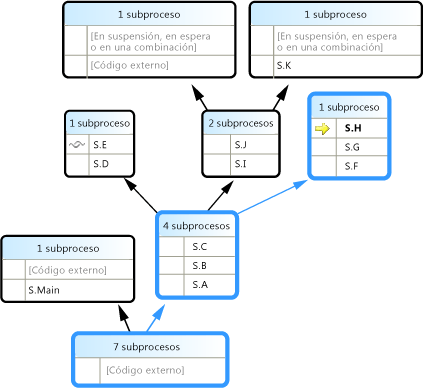 1 subproceso
[En suspensión, en espera
o en una combinación]
[Código externo]
1 subproceso
[En suspensión, en espera
o en una combinación]
S.K
1 subproceso
S.E
S.D
2 subprocesos
S.J
S.I
1 subproceso
S.H
S.G
S.F
4 subprocesos
S.C
S.B
S.A
1 subproceso
[Código externo]
S.Main
7 subprocesos
[Código externo]